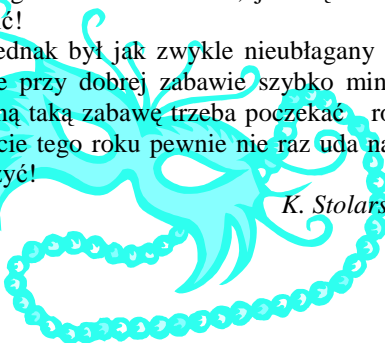 ć!
ednak był jak zwykle nieubłagany
e przy dobrej zabawie szybko min
ną taką zabawę trzeba poczekać ro
cie tego roku pewnie nie raz uda na
zyć!
K. Stolars